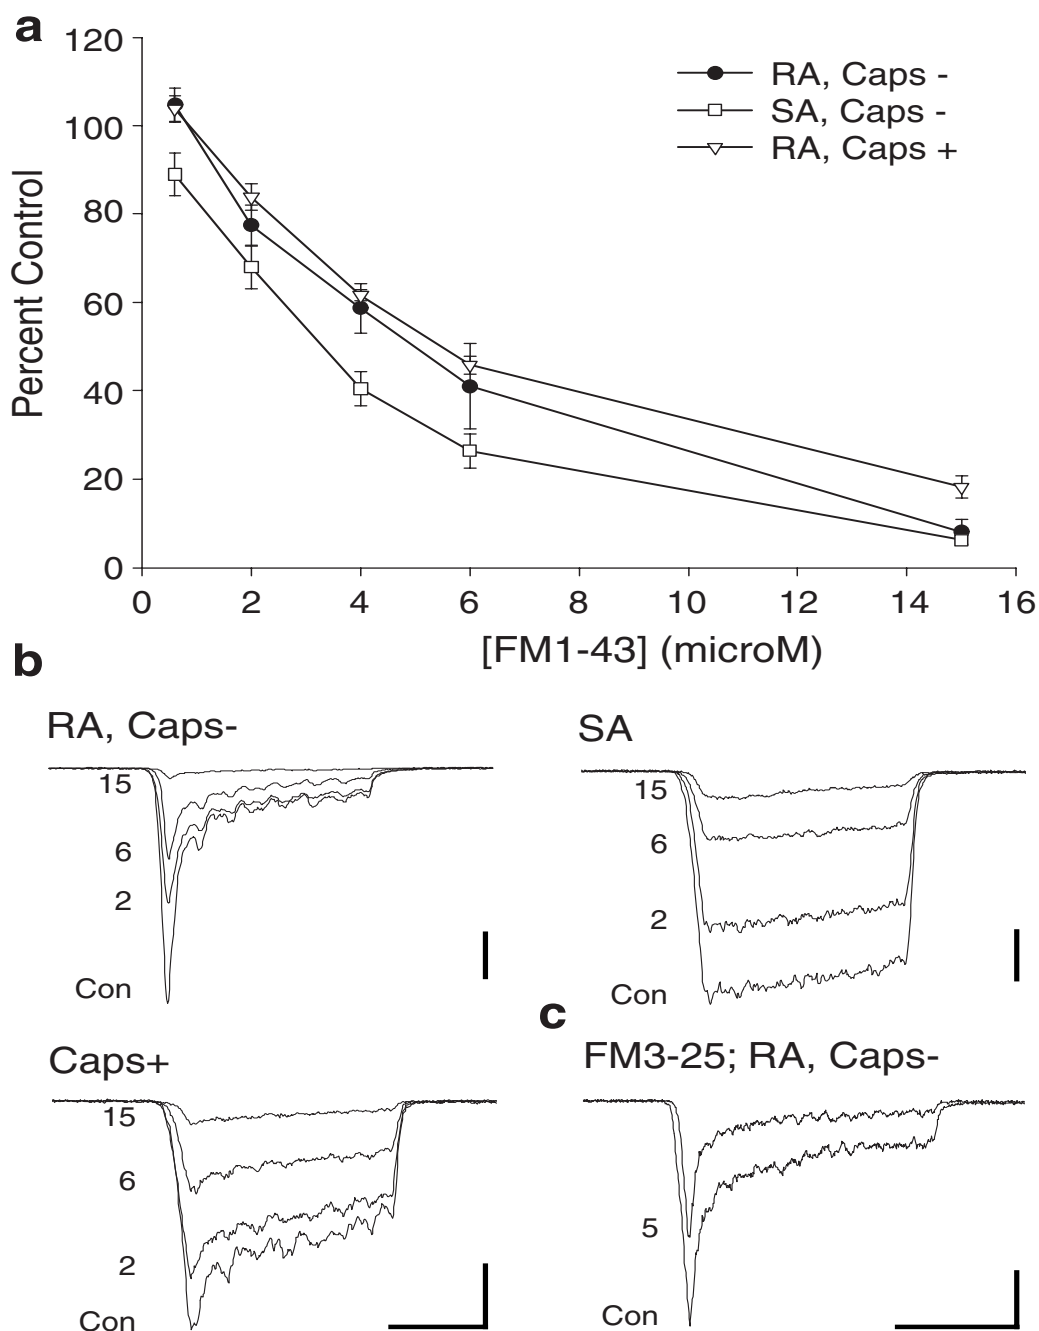 a
120
100
80
60
40
20
0
Percent Control
RA, Caps -
SA, Caps -
RA, Caps +
0 2 4 6 8 10 12 14 16
[FM1-43] (microM)
b
RA, Caps-
15
6
2
Con
SA
15
6
2
Con
Caps+
15
6
2
Con
c
FM3-25; RA, Caps-
5
Con